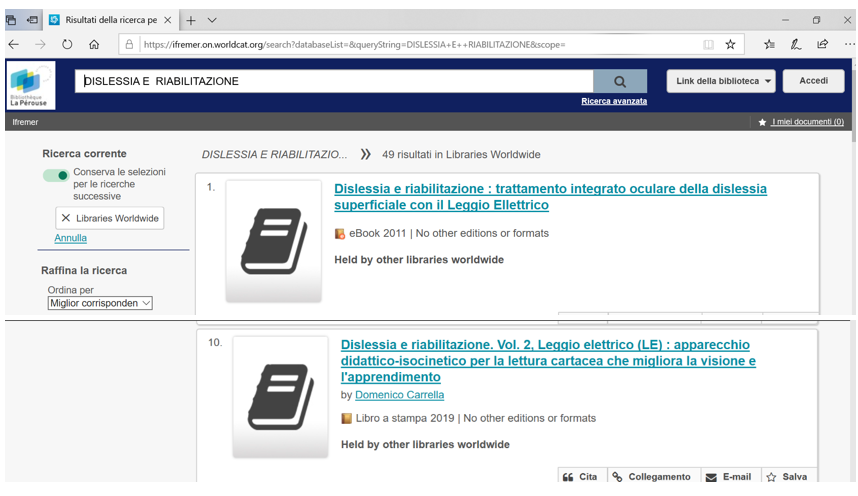 Risultati della ricerca pe
https://ifremer.on.worldcat.org/search?databaseList=&queryString=DISLESSIA+E++RIABILITAZIONE&scope=
Bibliothèque
La Pérouse
DISLESSIA E  RIABILITAZIONE
Link della biblioteca
Accedi
Ricerca avanzata
Ifremer
I miei documenti (0)
Ricerca corrente
Conserva le selezioni
per le ricerche
successive
Libraries Worldwide
Annulla
Raffina la ricerca
Ordina per
Miglior corrisponden
DISLESSIA E RIABILITAZIO... 49 risultati in Libraries Worldwide
1.
Dislessia e riabilitazione : trattamento integrato oculare della dislessia
superficiale con il Leggio Ellettrico
eBook 2011 | No other editions or formats
Held by other libraries worldwide
10.
Dislessia e riabilitazione. Vol. 2, Leggio elettrico (LE) : apparecchio
didattico-isocinetico per la lettura cartacea che migliora la visione e
l'apprendimento
by Domenico Carrella
Libro a stampa 2019 | No other editions or formats
Held by other libraries worldwide
Cita Collegamento E-mail Salva